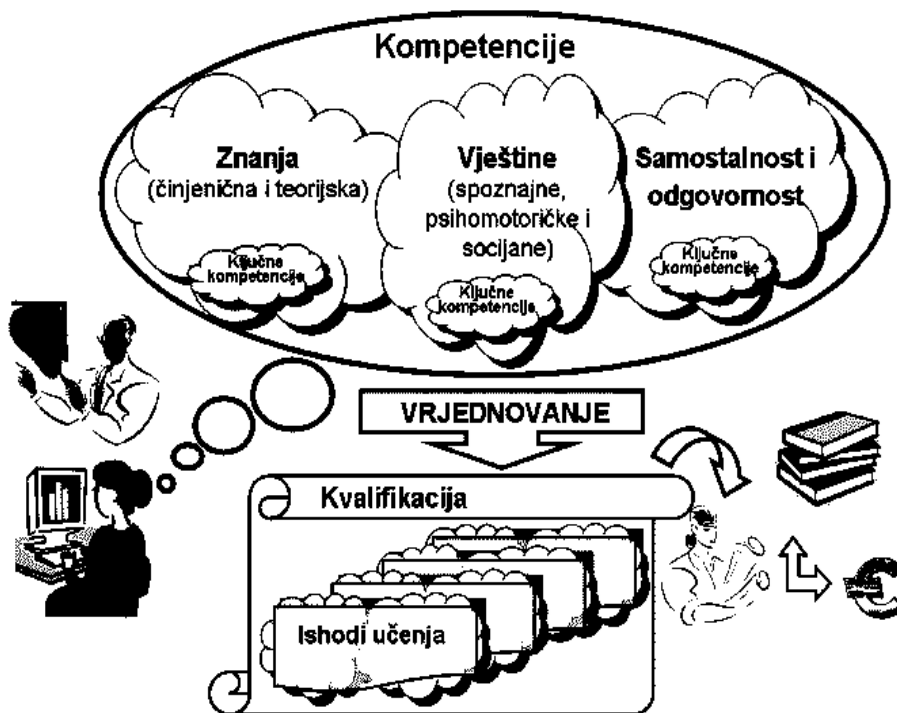 Kompetencije
Znanja
(činjenična i teorijska)
Ključne
kompetencije
Vještine
(spoznajne,
psihomotoričke i
socijane)
Ključne
kompetencije
Samostalnost i
odgovornost
Ključne
kompetencije
VRJEDNOVANJE
Kvalifikacija
Ishodi učenja